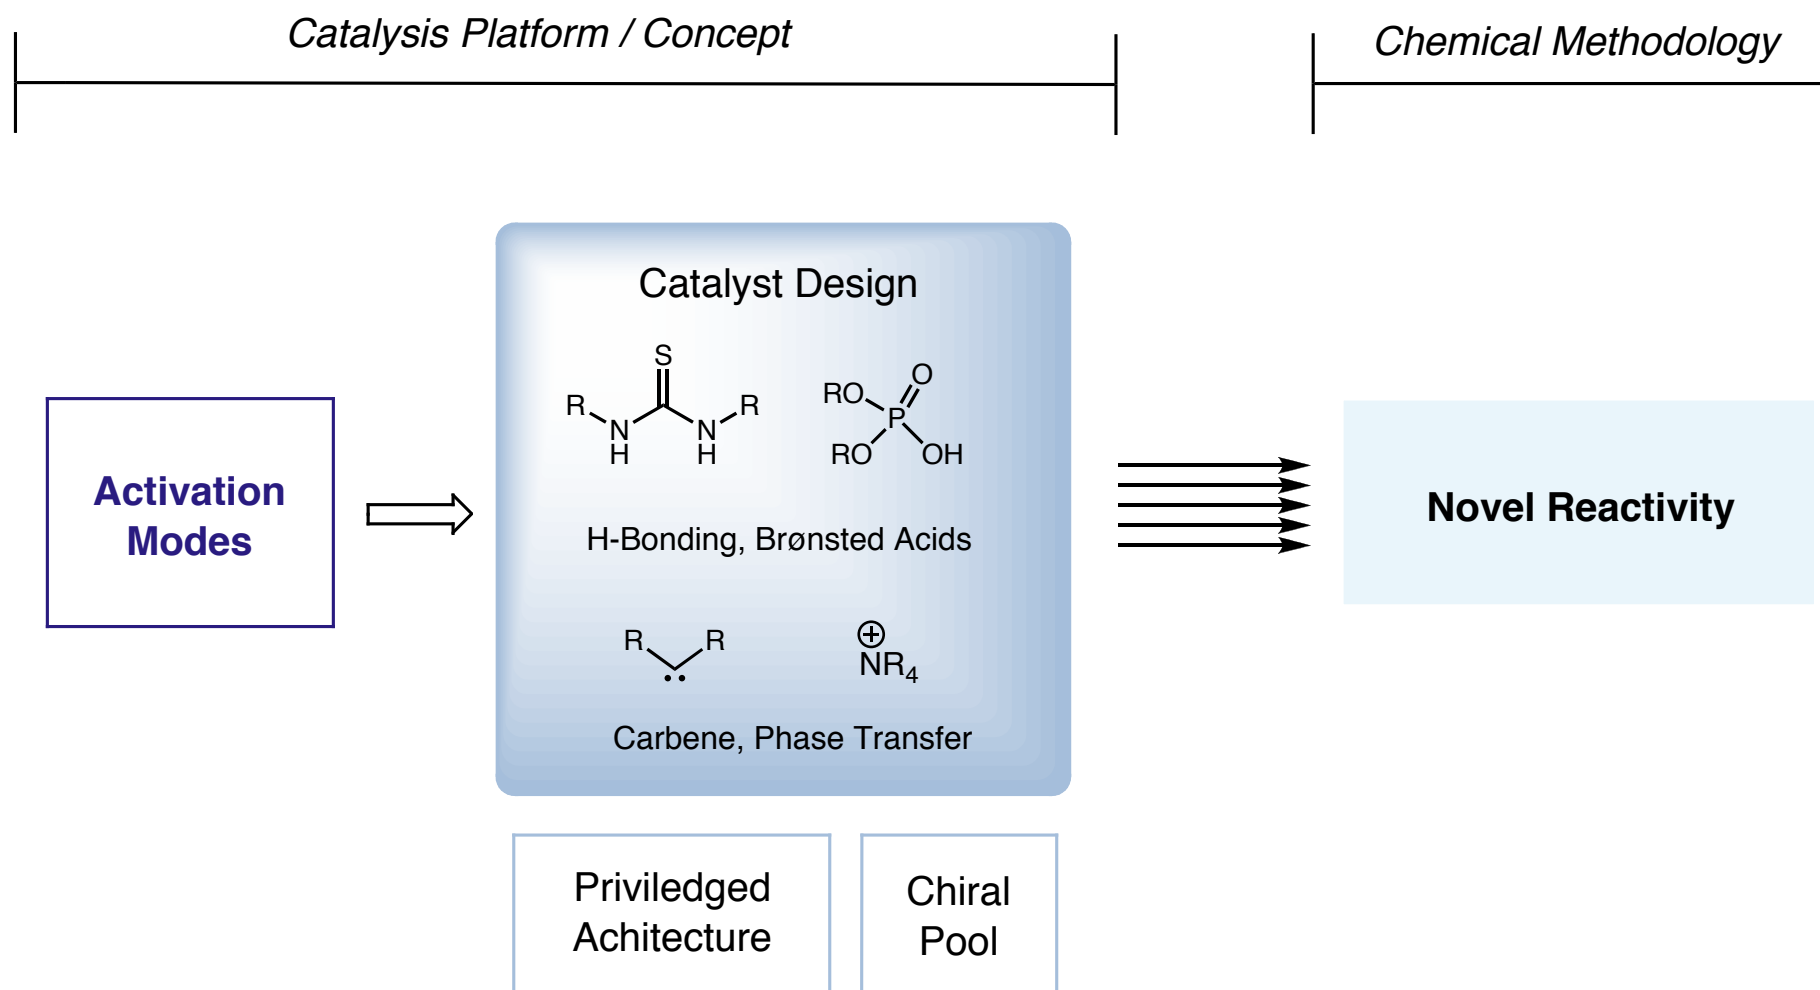 Catalysis Platform / Concept
Chemical Methodology
Catalyst Design
S
R
N
H
N
H
R
RO
O
P
RO
OH
H-Bonding, Brønsted Acids
R
R
⊕
NR4
Carbene, Phase Transfer
Activation
Modes
Novel Reactivity
Priviledged
Achitecture
Chiral
Pool